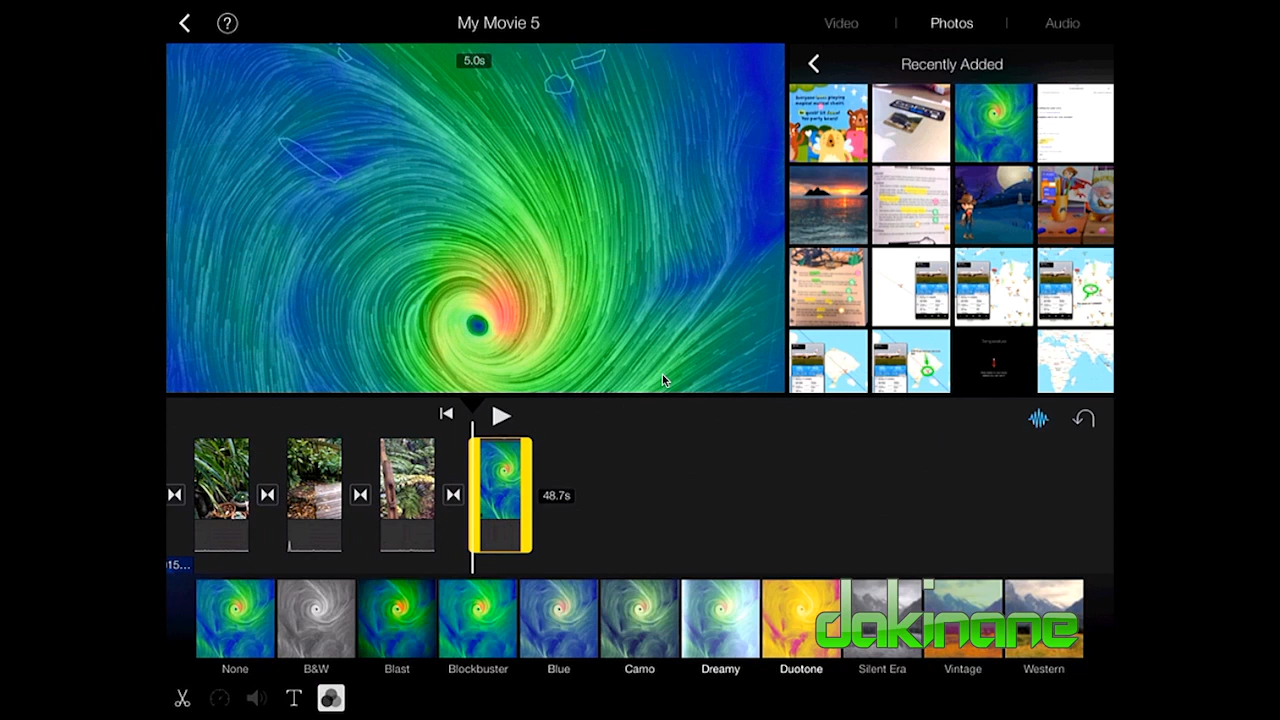 My Movie 5
Video | Photos | Audio
5.0s
Recently Added
48.7s
015...
None
B&W
Blast
Blockbuster
Blue
Camo
Dreamy
Duotone
Silent Era
Vintage
Western
dakinane
T